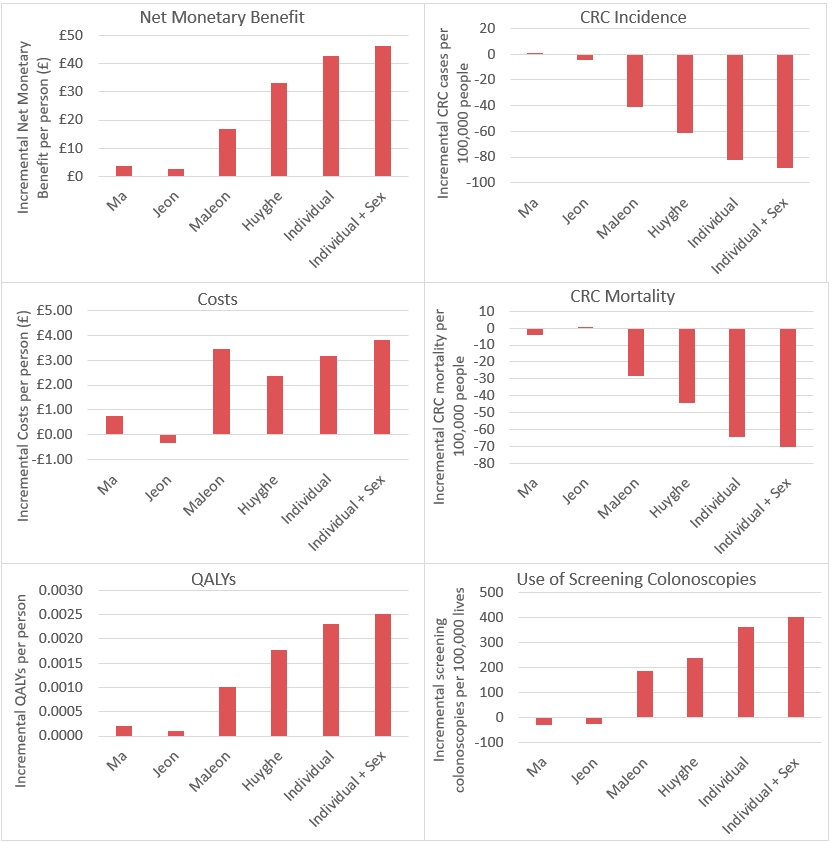 Net Monetary Benefit
Incremental Net Monetary
Benefit per person (£)
£50
£40
£30
£20
£10
£0
Ma
Jeon
MaJeon
Huyghe
Individual
Individual + Sex
CRC Incidence
Incremental CRC cases per
100,000 people
20
0
-20
-40
-60
-80
-100
Ma
Jeon
MaJeon
Huyghe
Individual
Individual + Sex
Costs
Incremental Costs per person (£)
£5.00
£4.00
£3.00
£2.00
£1.00
£0.00
-£1.00
Ma
Jeon
MaJeon
Huyghe
Individual
Individual + Sex
CRC Mortality
Incremental CRC mortality per
100,000 people
10
0
-10
-20
-30
-40
-50
-60
-70
-80
Ma
Jeon
MaJeon
Huyghe
Individual
Individual + Sex
QALYs
Incremental QALYs per person
0.0030
0.0025
0.0020
0.0015
0.0010
0.0005
0.0000
Ma
Jeon
MaJeon
Huyghe
Individual
Individual + Sex
Use of Screening Colonoscopies
Incremental screening
colonoscopies per 100,000 lives
500
400
300
200
100
0
-100
Ma
Jeon
MaJeon
Huyghe
Individual
Individual + Sex